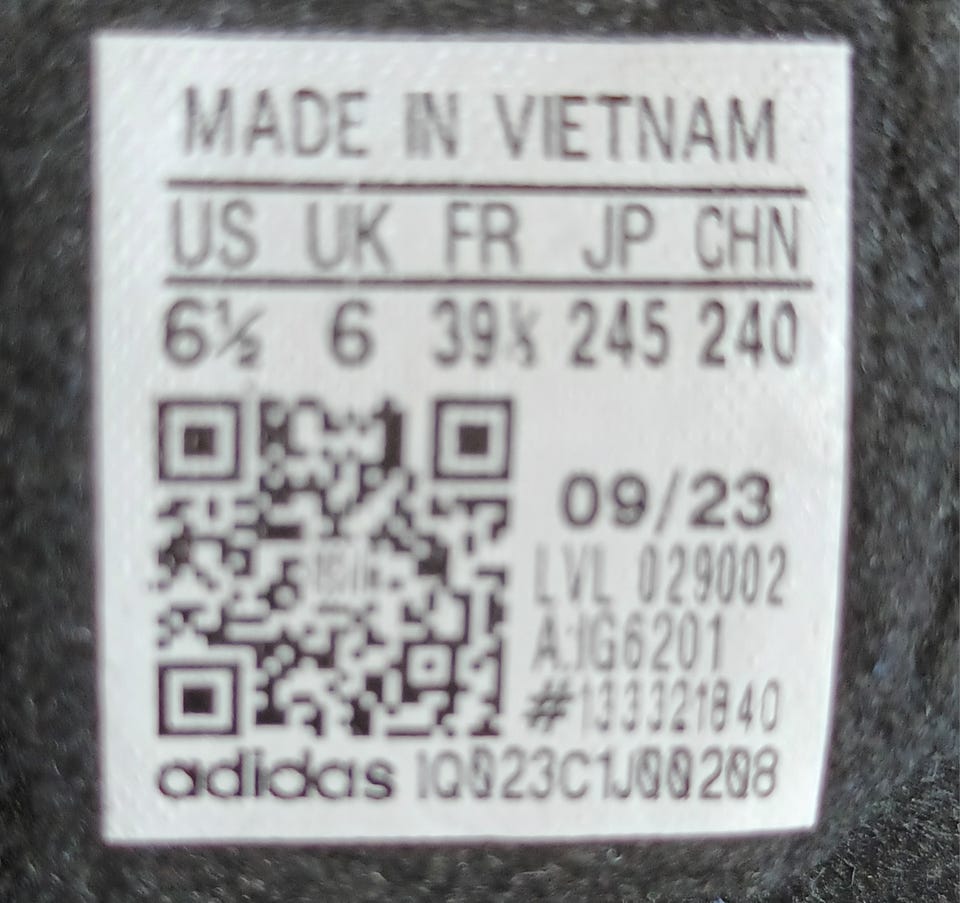 MADE IN VIETNAM
US UK FR JP CHN
6½ 6 39⅓ 245 240
09/23
LVL 029002
A:IG6201
#133321840
adidas 1Q023C1J00208